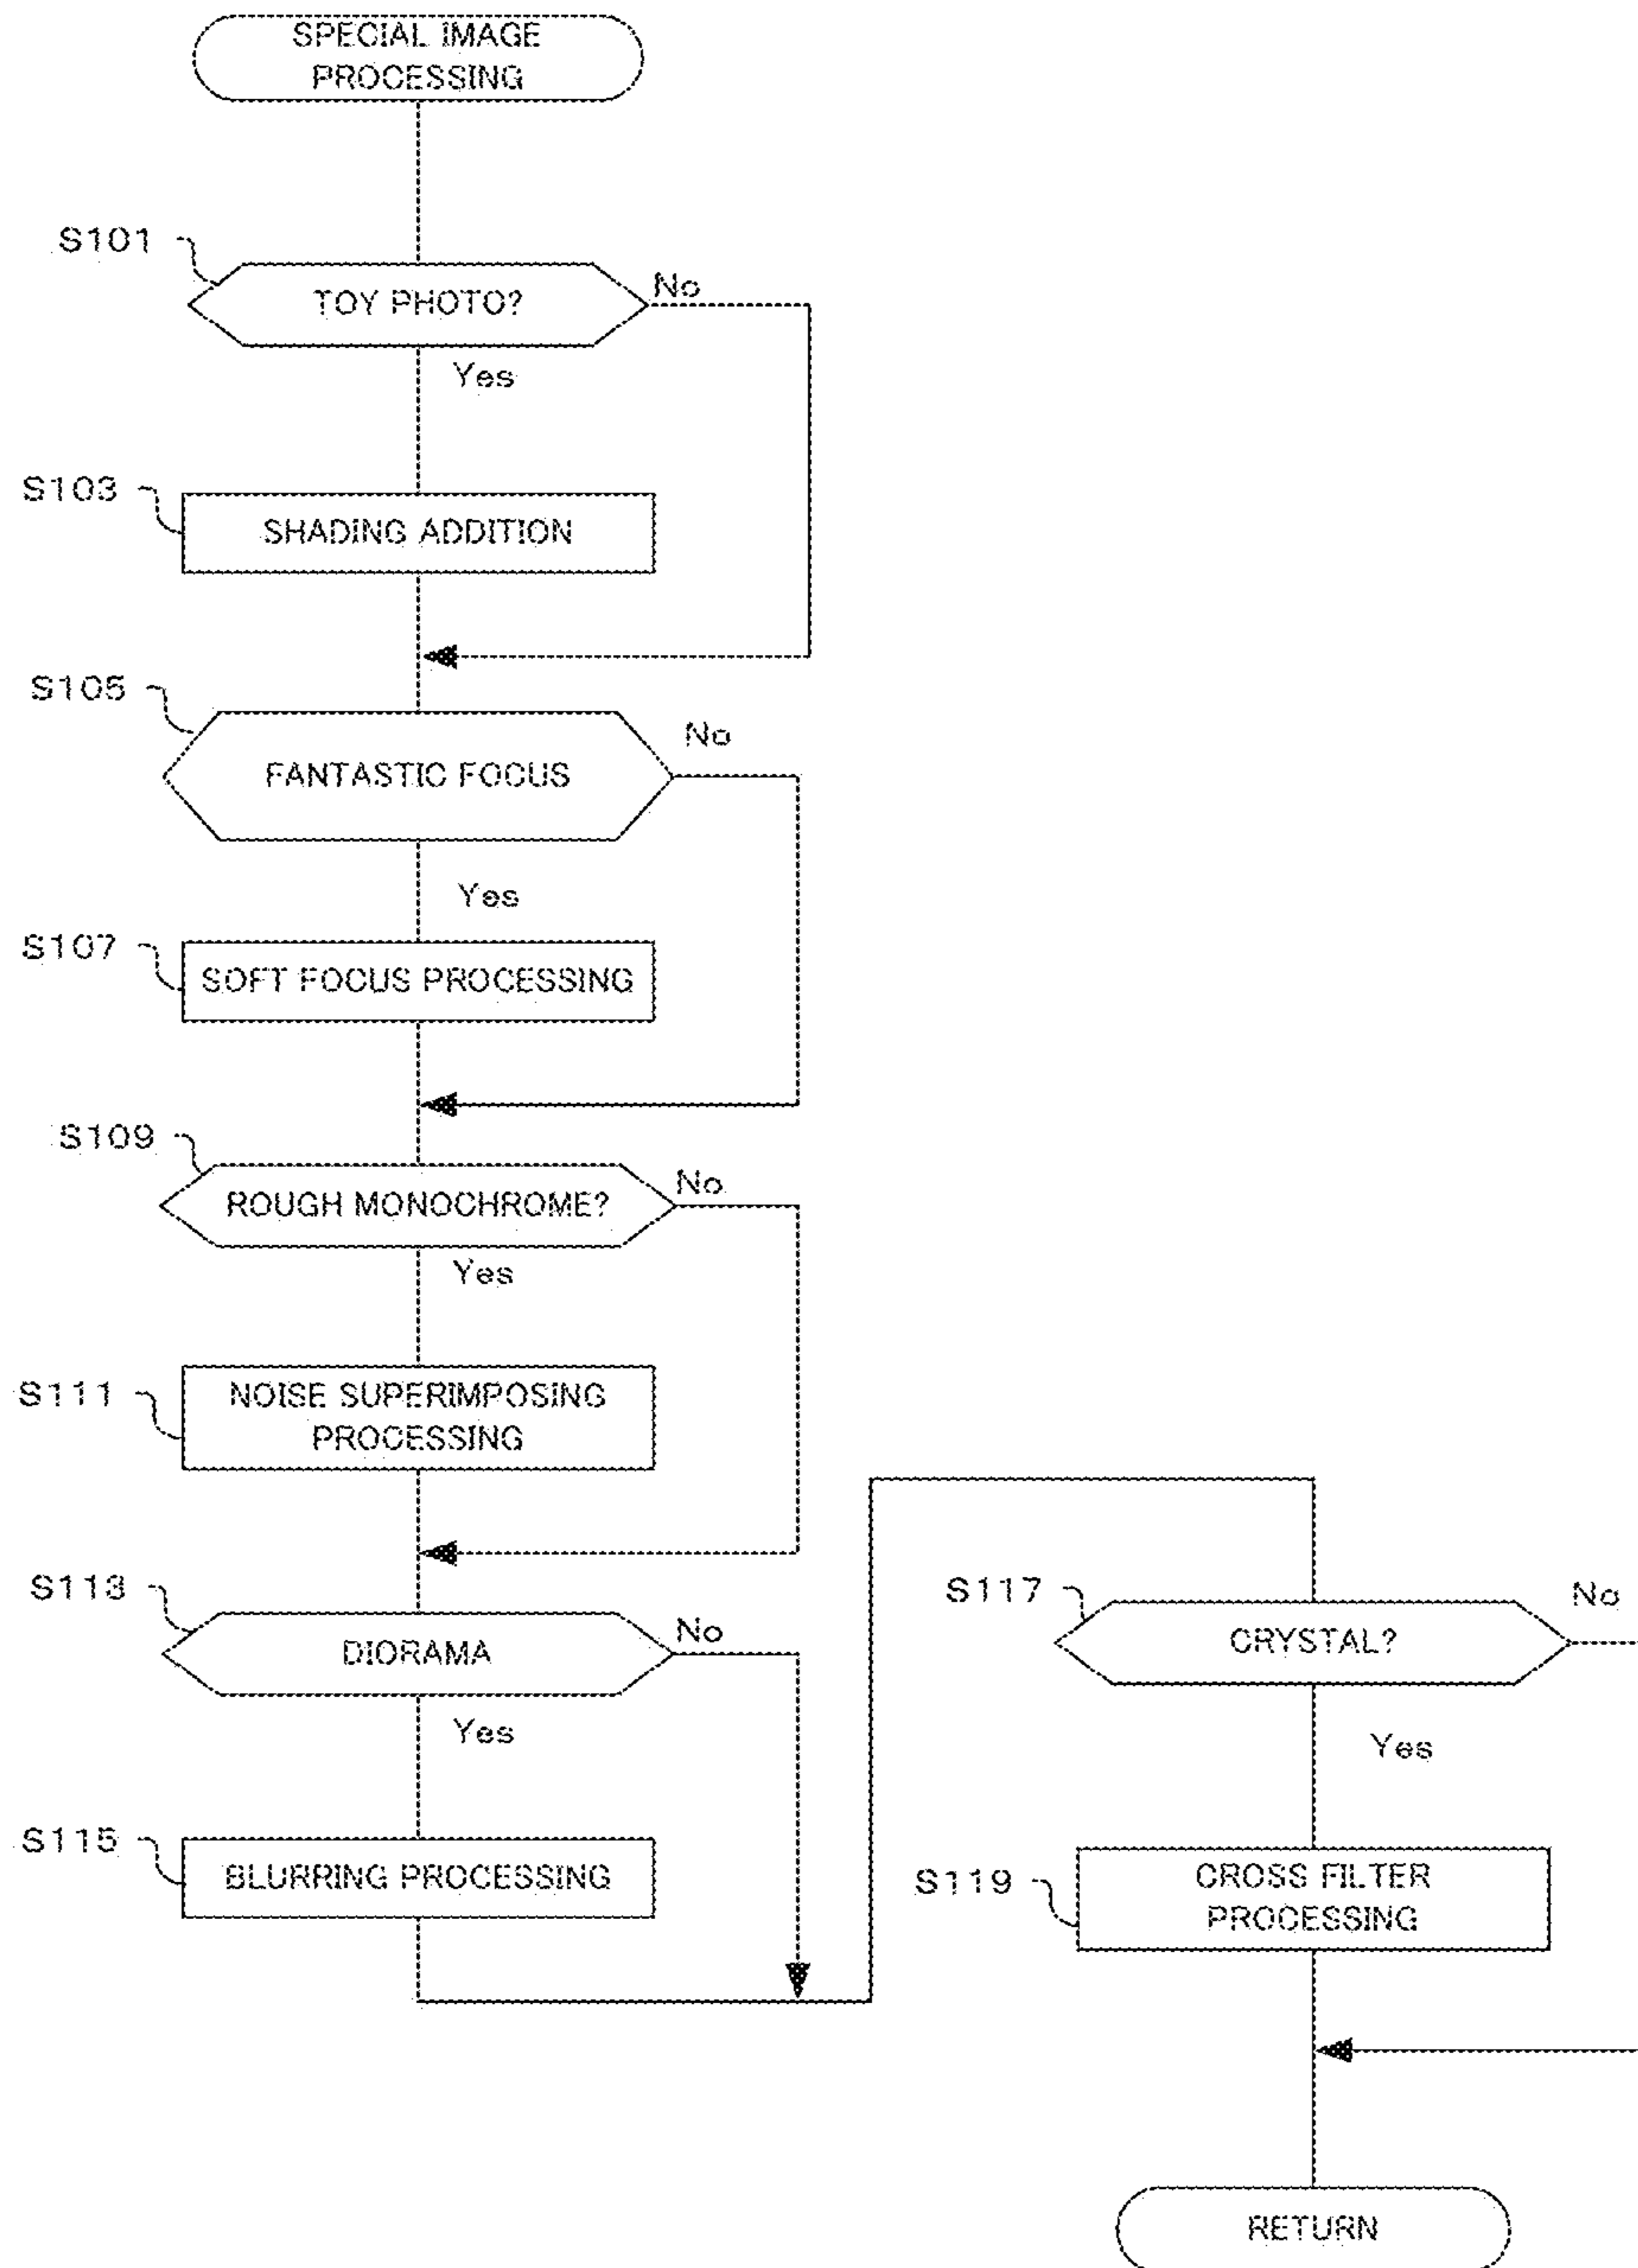 SPECIAL IMAGE
PROCESSING
S101
TOY PHOTO?
No
Yes
S103
SHADING ADDITION
S105
FANTASTIC FOCUS
No
Yes
S107
SOFT FOCUS PROCESSING
S109
ROUGH MONOCHROME?
No
Yes
S111
NOISE SUPERIMPOSING
PROCESSING
S113
DIORAMA
No
Yes
S115
BLURRING PROCESSING
S117
CRYSTAL?
No
Yes
S119
CROSS FILTER
PROCESSING
RETURN